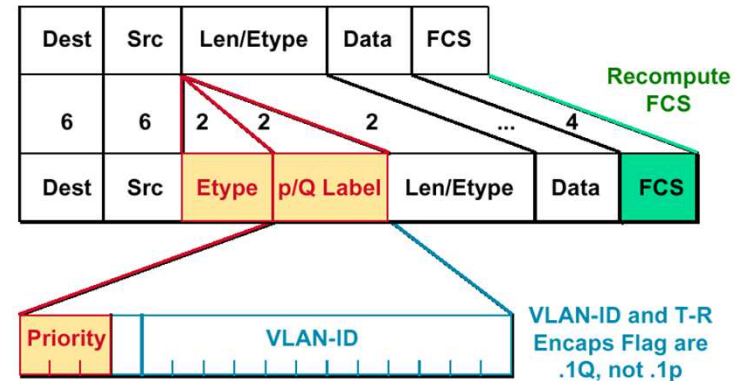 Dest Src Len/Etype Data FCS
Recompute
FCS
6 6 2 2 2 ... 4
Dest Src Etype p/Q Label Len/Etype Data FCS
Priority VLAN-ID
VLAN-ID and T-R
Encaps Flag are
.1Q, not .1p